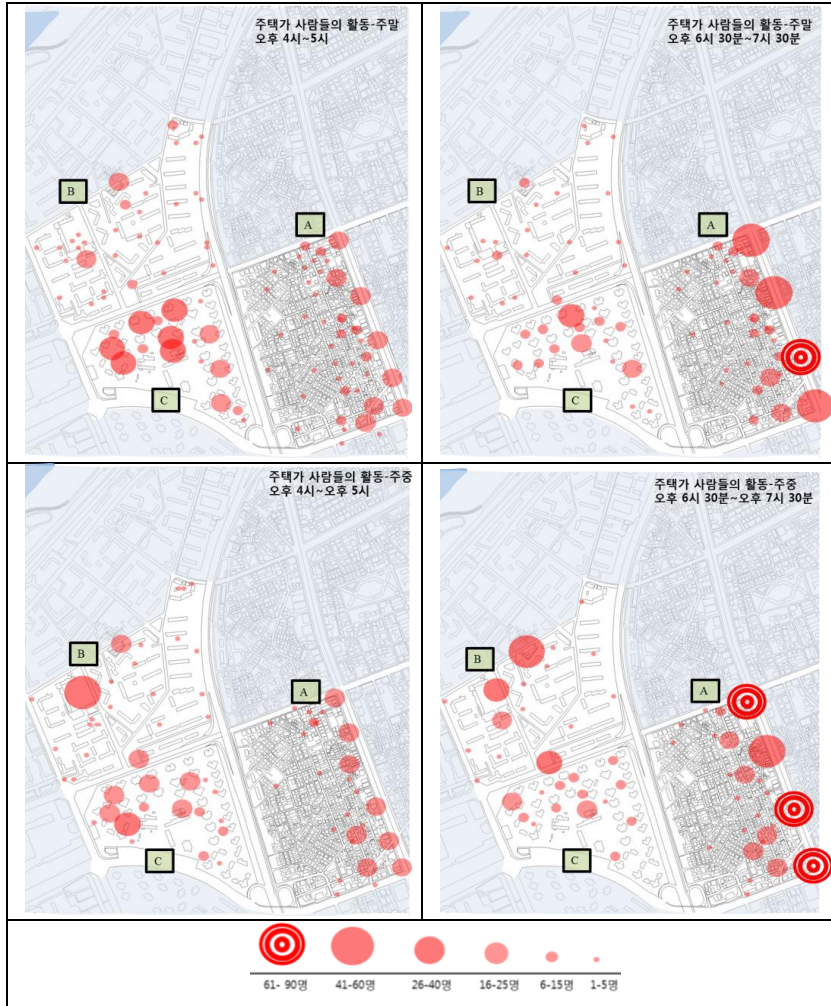 주택가 사람들의 활동-주말
오후 4시~5시
B
A
C
주택가 사람들의 활동-주말
오후 6시 30분~7시 30분
B
A
C
주택가 사람들의 활동-주중
오후 4시~오후 5시
B
A
C
주택가 사람들의 활동-주중
오후 6시 30분~오후 7시 30분
B
A
C
61- 90명 41-60명 26-40명 16-25명 6-15명 1-5명